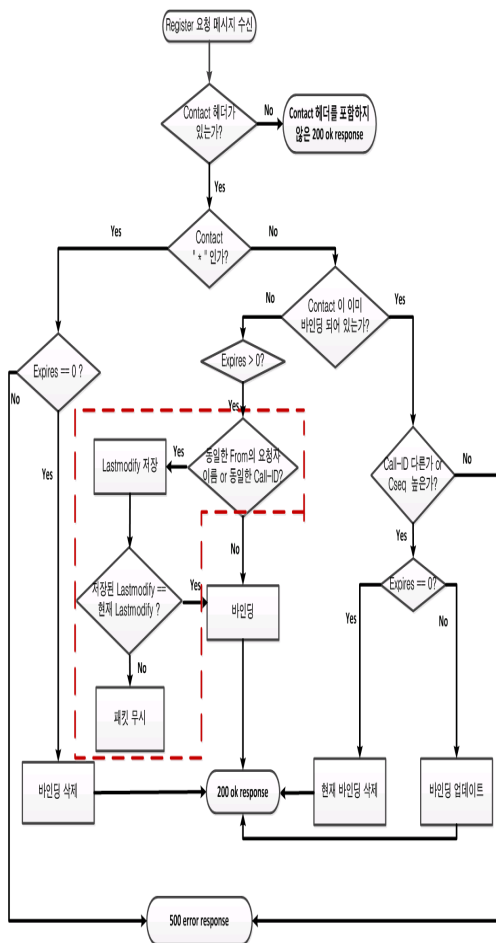 Register 요청 메시지 수신
Contact 헤더가
있는가?
No
Contact 헤더를 포함하지
않은 200 ok response
Yes
Contact
" * " 인가?
Yes
No
Contact 이 이미
바인딩 되어 있는가?
No
Yes
Expires == 0 ?
No
Yes
Expires > 0?
Yes
동일한 From의 요청자
이름 or 동일한 Call-ID?
Yes
Lastmodify 저장
No
저장된 Lastmodify ==
현재 Lastmodify ?
Yes
바인딩
No
패킷 무시
Call-ID 다른가 or
Cseq 높은가?
No
Yes
Expires == 0?
Yes
No
바인딩 삭제
200 ok response
현재 바인딩 삭제
바인딩 업데이트
500 error response